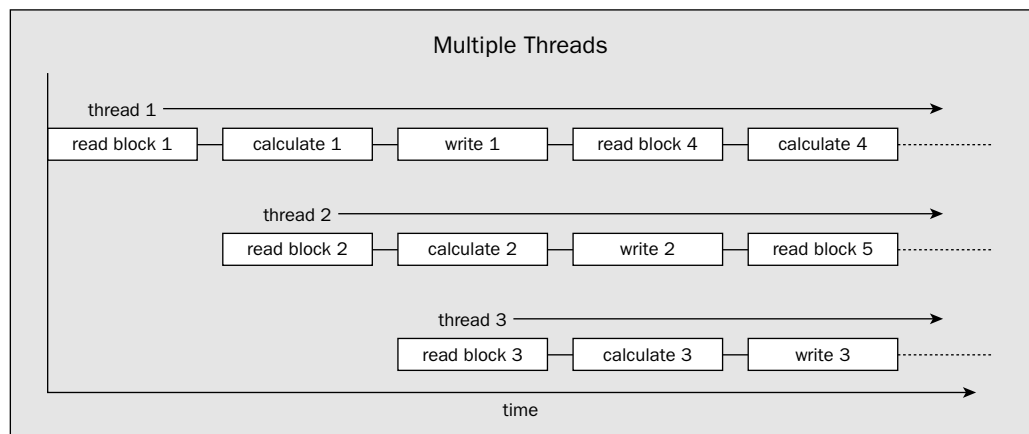 Multiple Threads
thread 1
read block 1 calculate 1 write 1 read block 4 calculate 4
thread 2
read block 2 calculate 2 write 2 read block 5
thread 3
read block 3 calculate 3 write 3
time